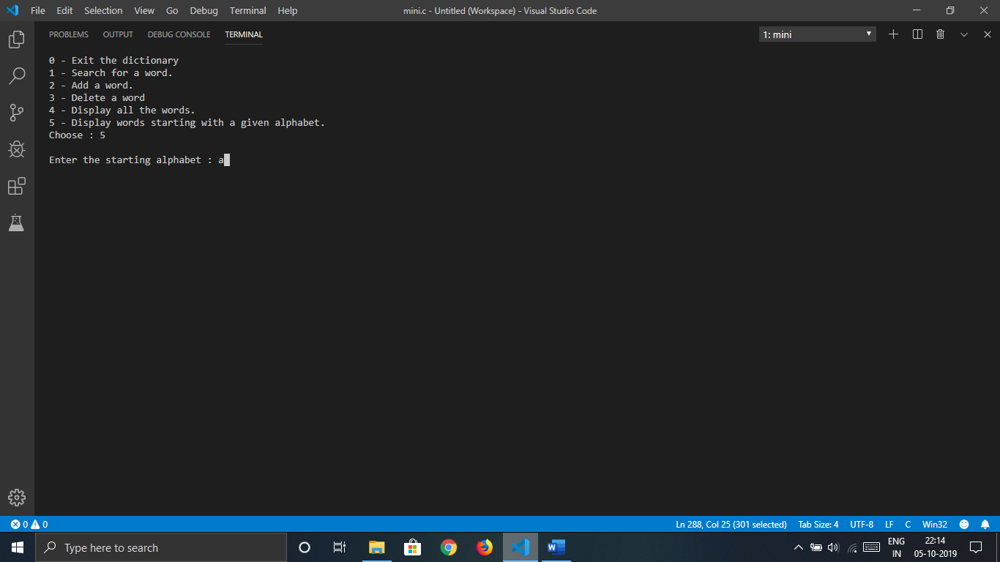 File Edit Selection View Go Debug Terminal Help mini.c - Untitled (Workspace) - Visual Studio Code
PROBLEMS OUTPUT DEBUG CONSOLE TERMINAL 1: mini
0 - Exit the dictionary
1 - Search for a word.
2 - Add a word.
3 - Delete a word
4 - Display all the words.
5 - Display words starting with a given alphabet.
Choose : 5
Enter the starting alphabet : a
0 0 Ln 288, Col 25 (301 selected) Tab Size: 4 UTF-8 LF C Win32
Type here to search
ENG 22:14
IN 05-10-2019